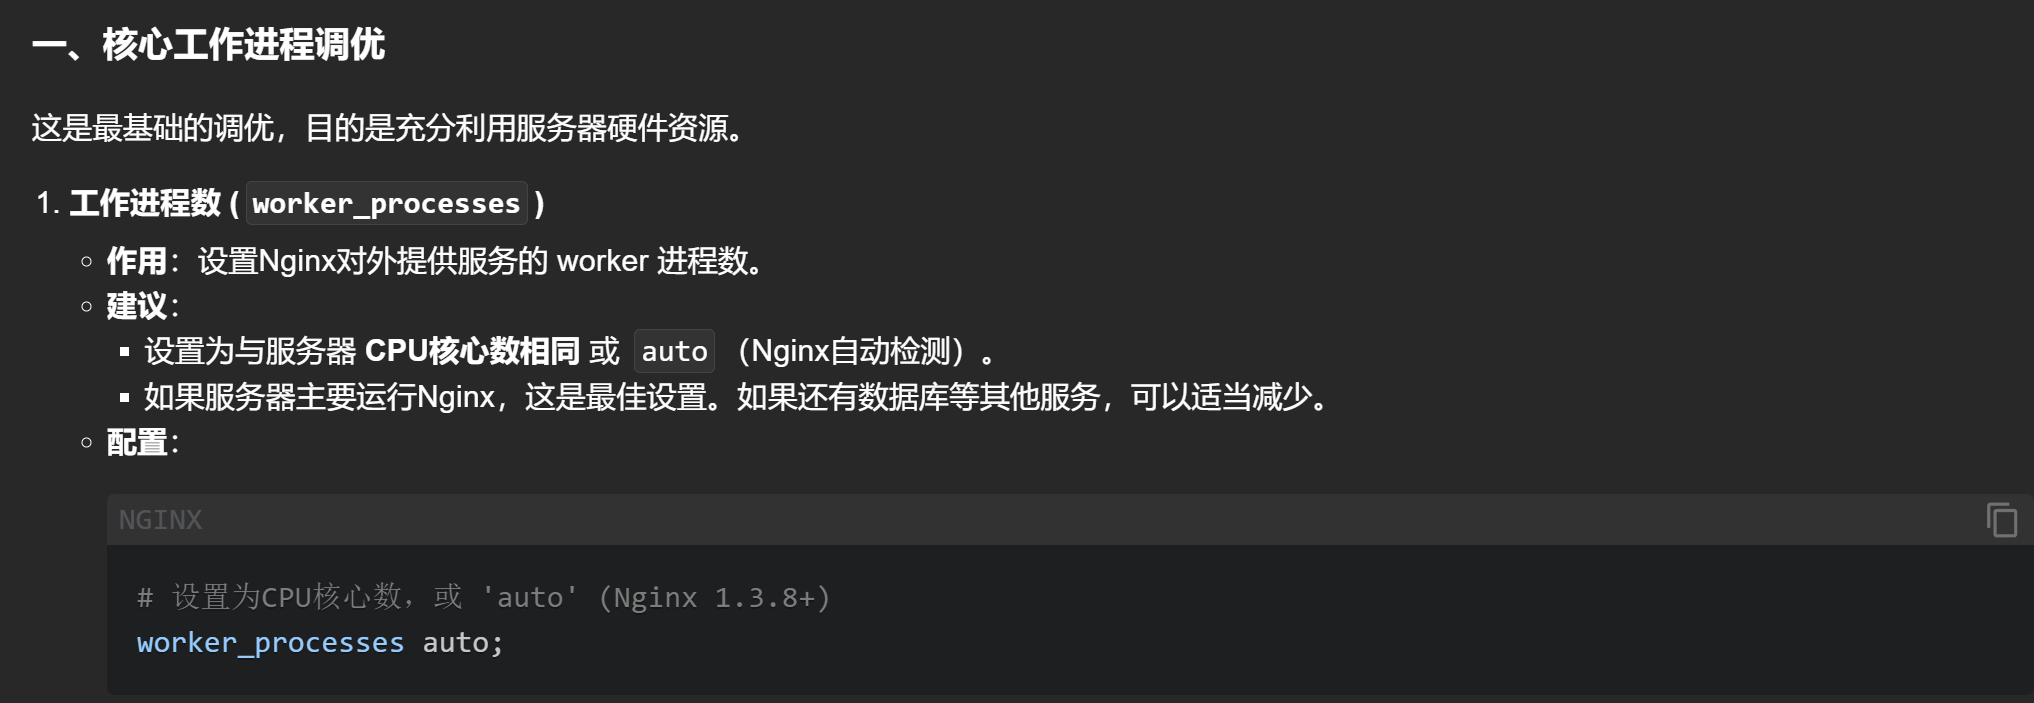 一、核心工作进程调优
这是最基础的调优，目的是充分利用服务器硬件资源。
1. 工作进程数 ( worker_processes )
作用：设置Nginx对外提供服务的 worker 进程数。
建议：
设置为与服务器 CPU核心数相同 或 auto （Nginx自动检测）。
如果服务器主要运行Nginx，这是最佳设置。如果还有数据库等其他服务，可以适当减少。
配置：
NGINX
# 设置为CPU核心数，或 'auto' (Nginx 1.3.8+)
worker_processes auto;